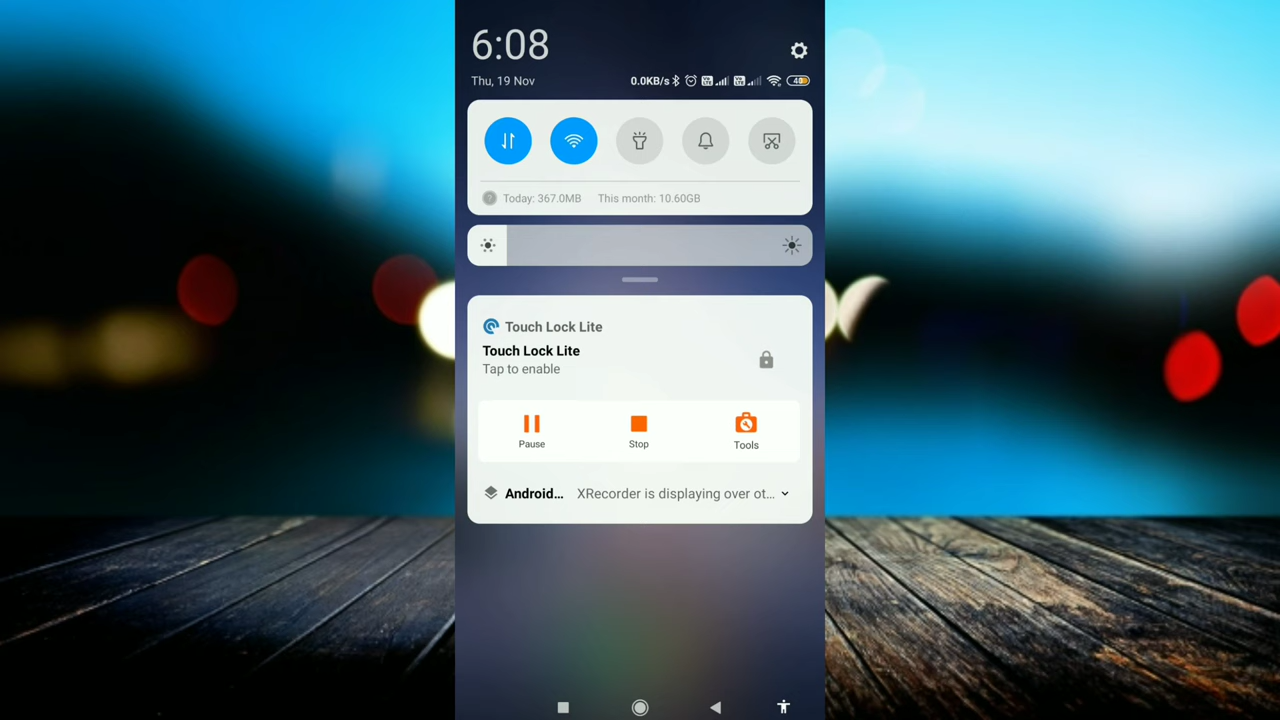 6:08
Thu, 19 Nov
0.0KB/s
Today: 367.0MB This month: 10.60GB
Touch Lock Lite
Touch Lock Lite
Tap to enable
Pause Stop Tools
Android... XRecorder is displaying over ot...